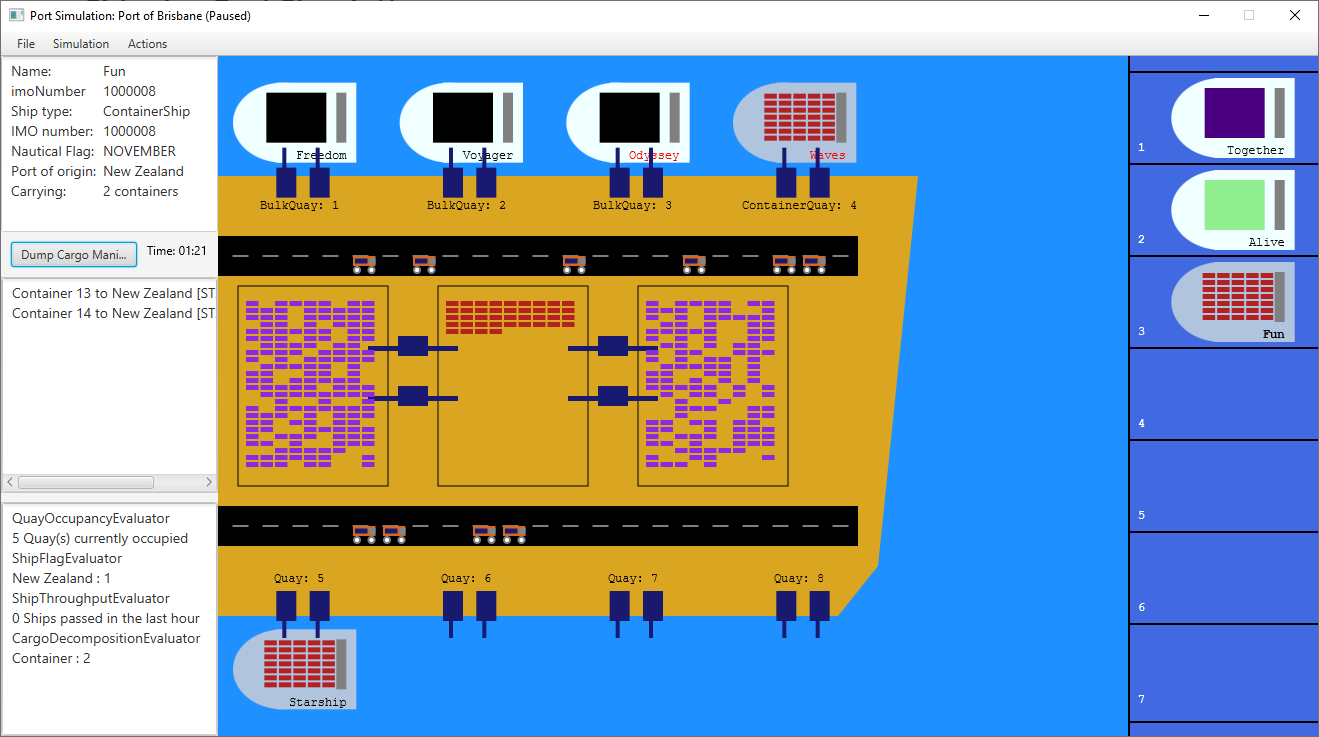 Port Simulation: Port of Brisbane (Paused)
File Simulation Actions
Name: Fun
imoNumber 1000008
Ship type: ContainerShip
IMO number: 1000008
Nautical Flag: NOVEMBER
Port of origin: New Zealand
Carrying: 2 containers
Dump Cargo Mani... Time: 01:21
Container 13 to New Zealand [ST
Container 14 to New Zealand [ST
QuayOccupancyEvaluator
5 Quay(s) currently occupied
ShipFlagEvaluator
New Zealand : 1
ShipThroughputEvaluator
0 Ships passed in the last hour
CargoDecompositionEvaluator
Container : 2
Freedom Voyager Odyssey Waves
BulkQuay: 1 BulkQuay: 2 BulkQuay: 3 ContainerQuay: 4
Quay: 5 Quay: 6 Quay: 7 Quay: 8
Starship
1 Together
2 Alive
3 Fun
4
5
6
7